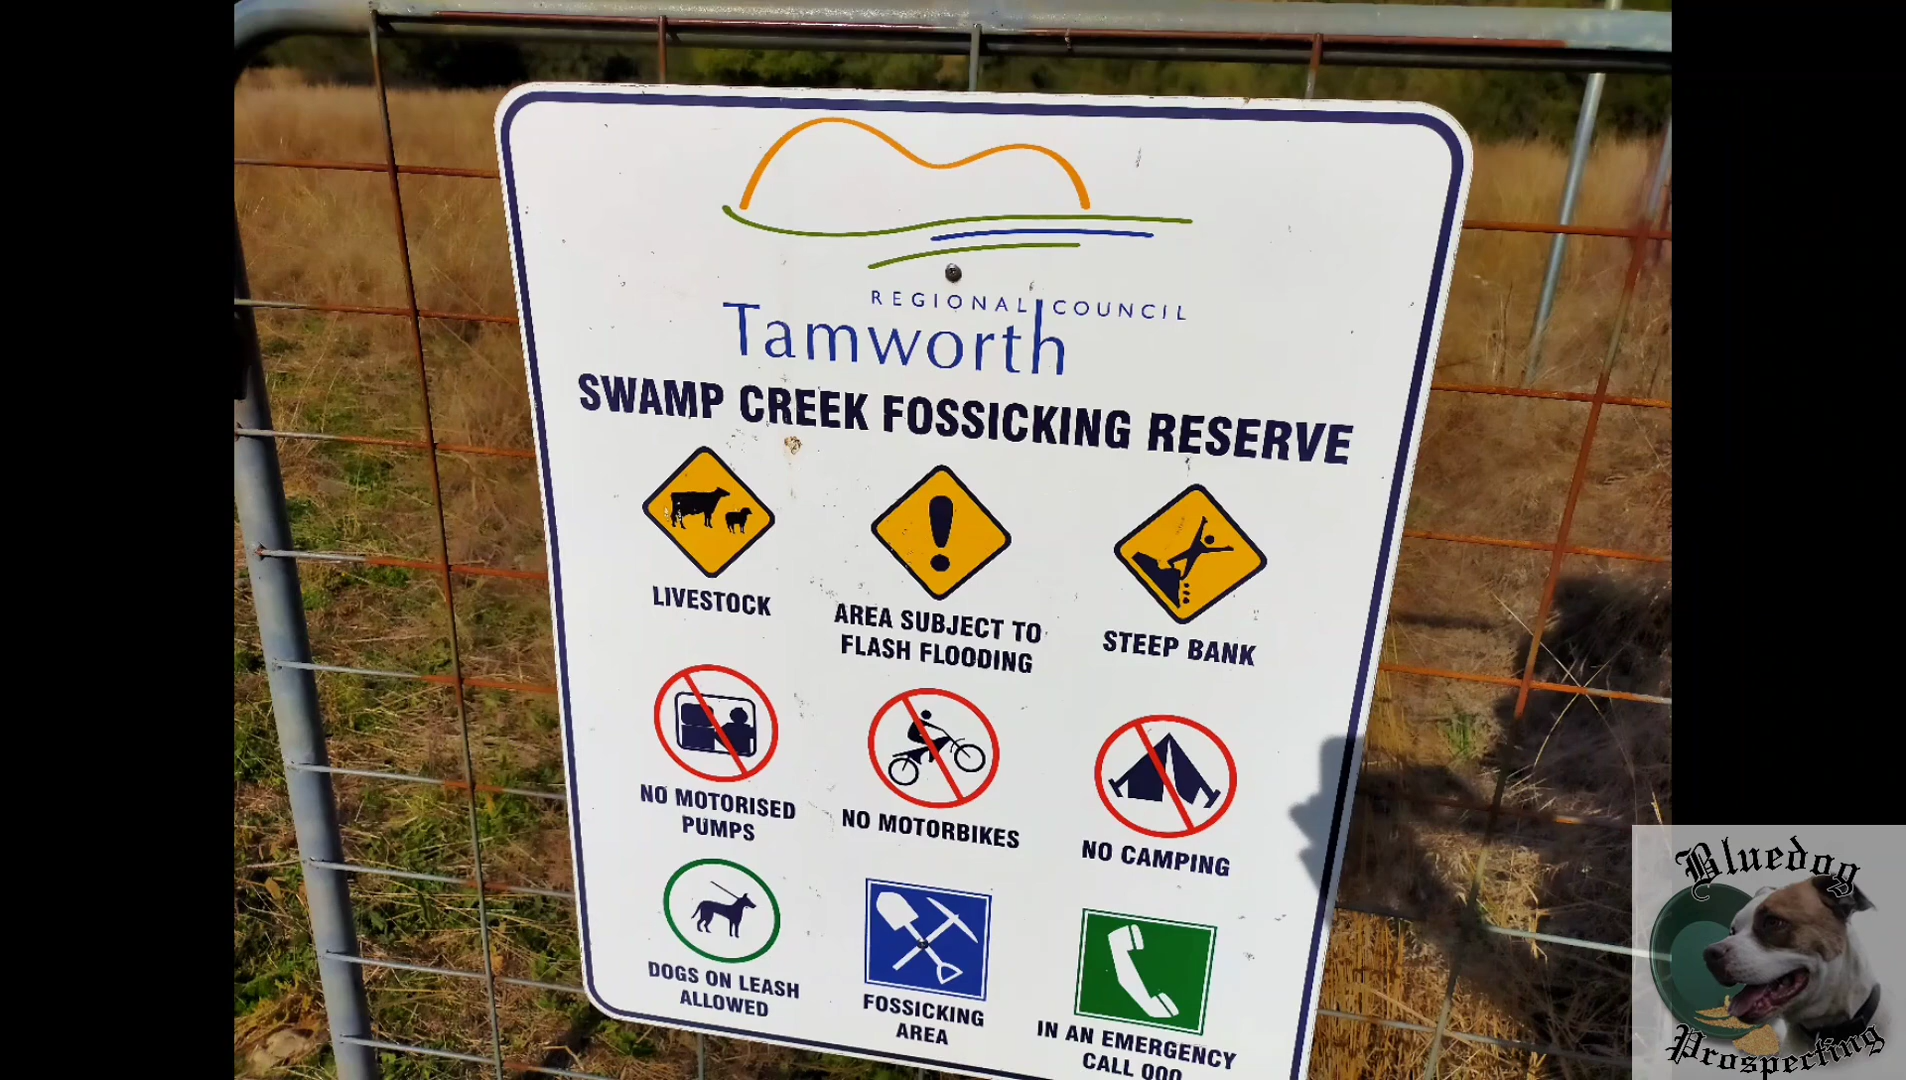 REGIONAL COUNCIL
Tamworth
SWAMP CREEK FOSSICKING RESERVE
LIVESTOCK
AREA SUBJECT TO
FLASH FLOODING
STEEP BANK
NO MOTORISED
PUMPS
NO MOTORBIKES
NO CAMPING
DOGS ON LEASH
ALLOWED
FOSSICKING
AREA
IN AN EMERGENCY
CALL 000
Bluedog
Prospecting